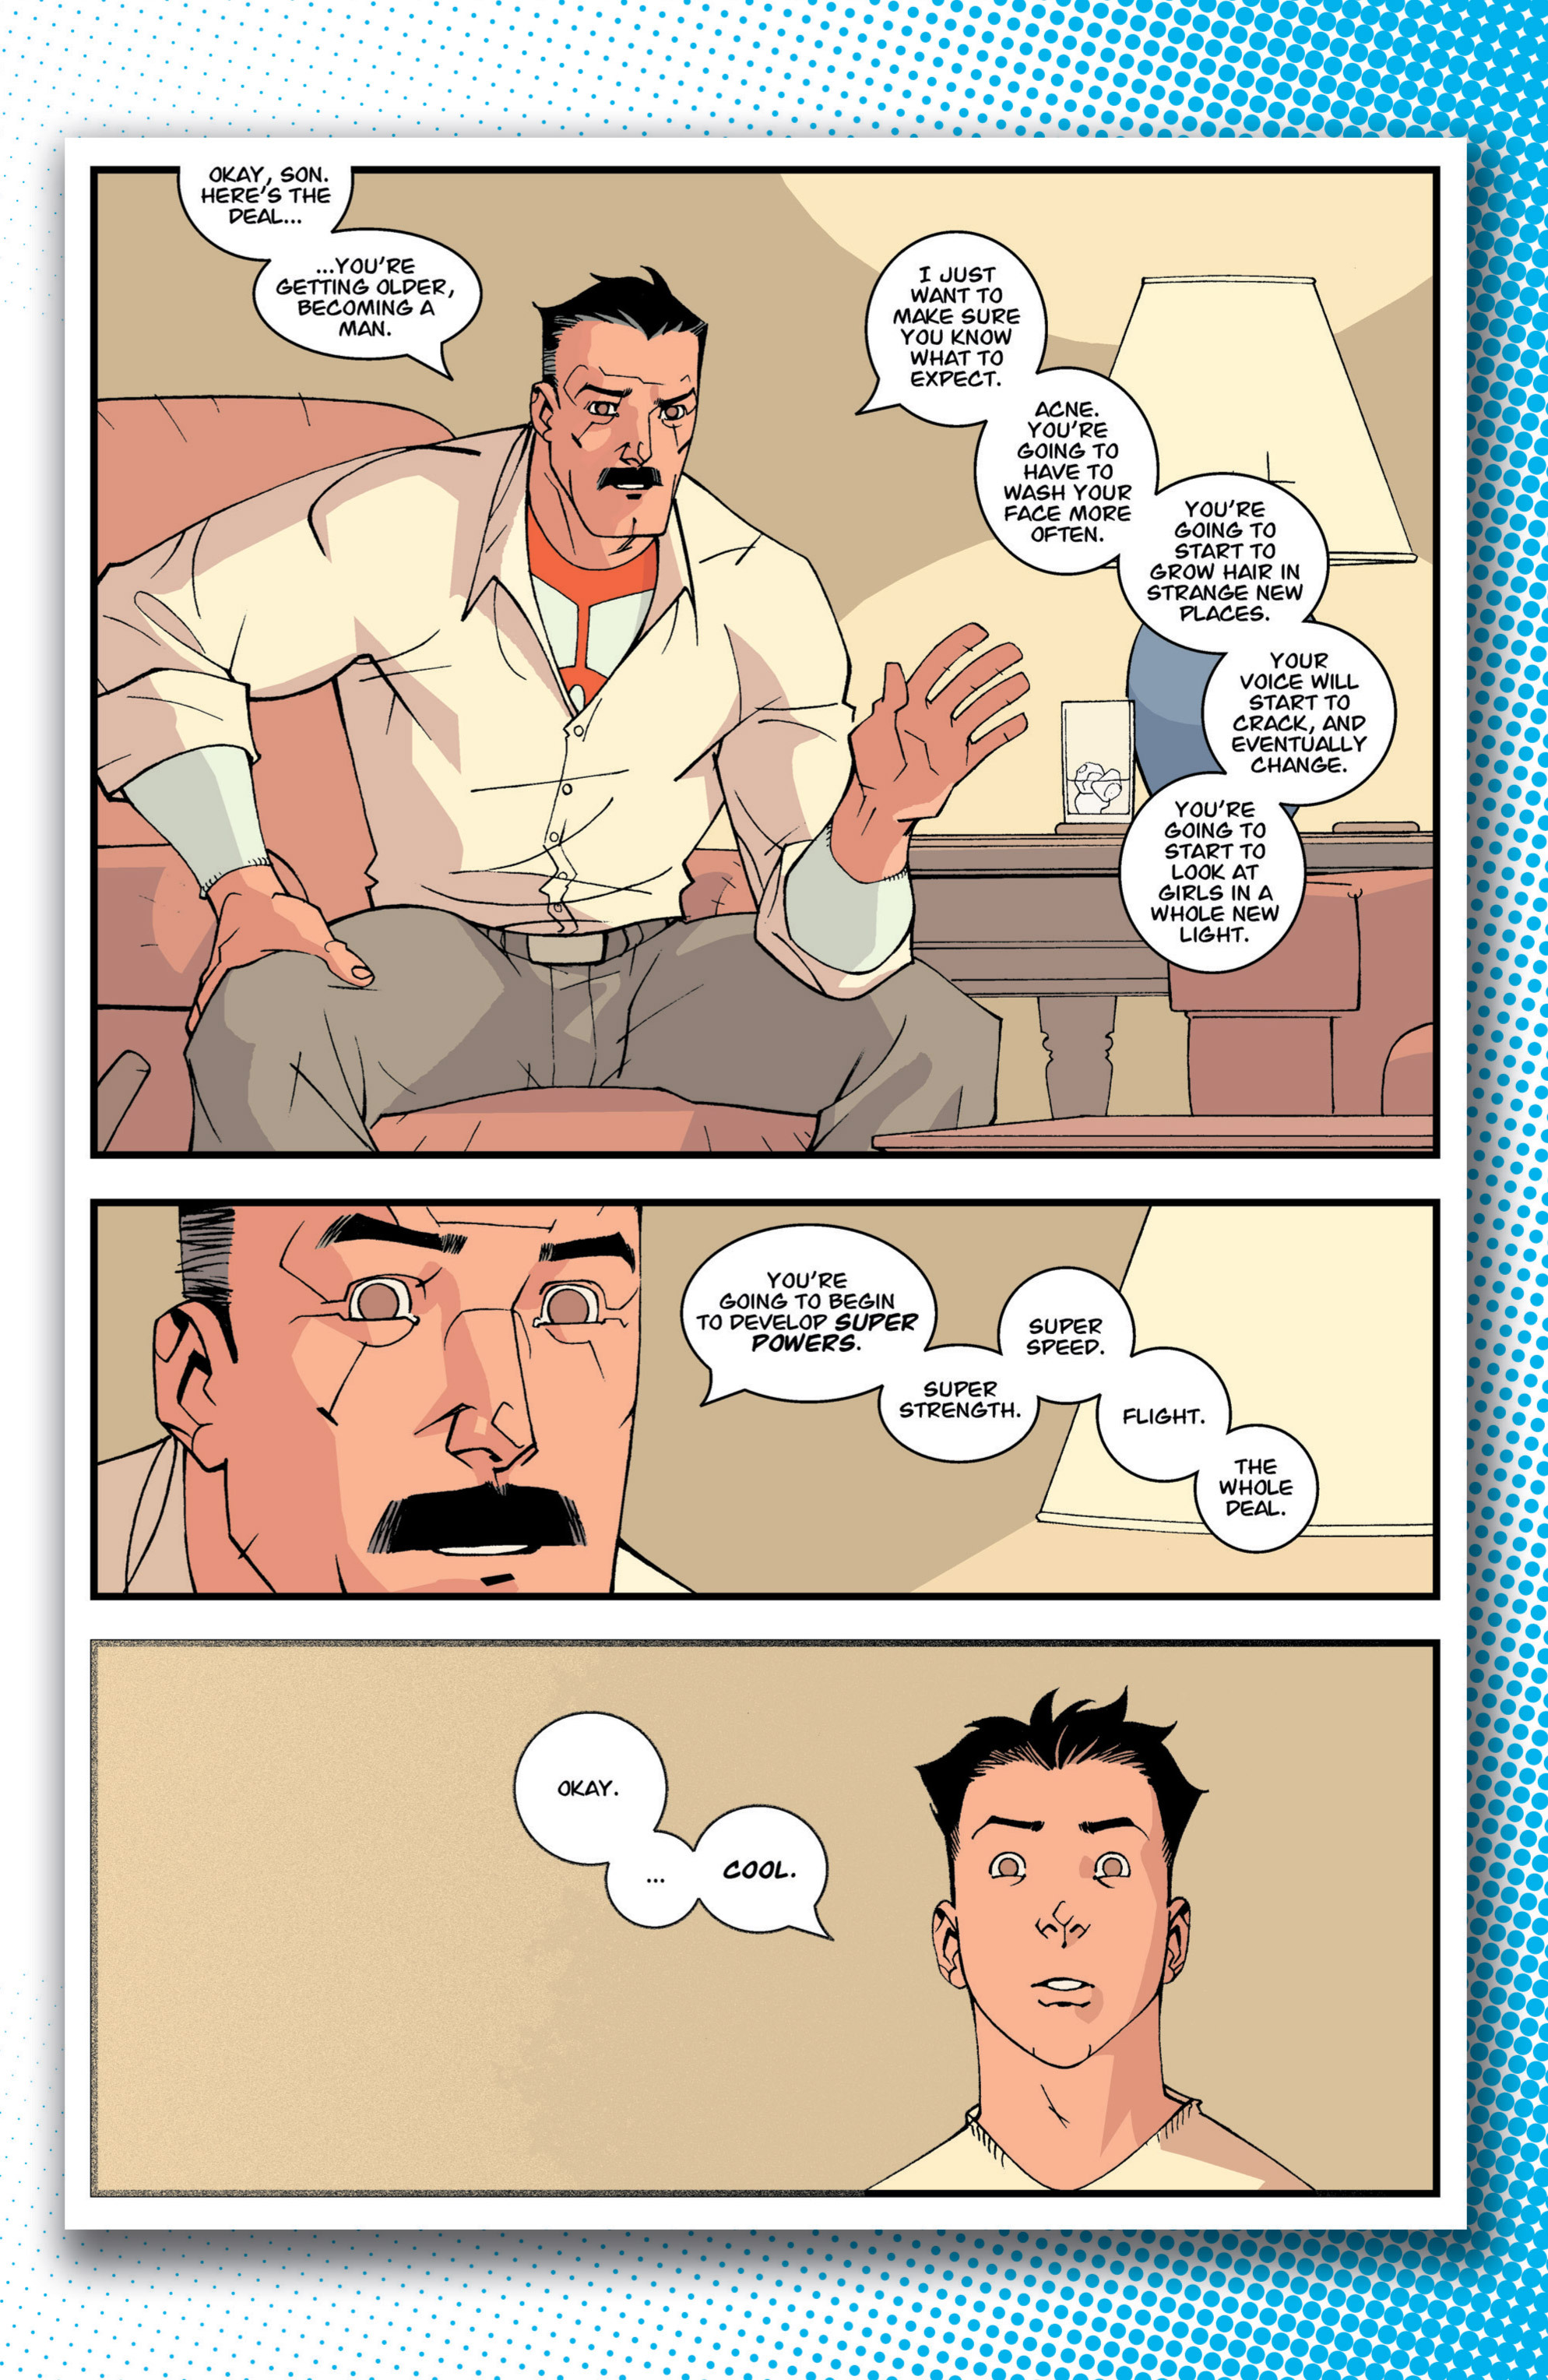 OKAY, SON.
HERE'S THE
DEAL...
...YOU'RE
GETTING OLDER,
BECOMING A
MAN.
I JUST
WANT TO
MAKE SURE
YOU KNOW
WHAT TO
EXPECT.
ACNE.
YOU'RE
GOING TO
HAVE TO
WASH YOUR
FACE MORE
OFTEN.
YOU'RE
GOING TO
START TO
GROW HAIR IN
STRANGE NEW
PLACES.
YOUR
VOICE WILL
START TO
CRACK, AND
EVENTUALLY
CHANGE.
YOU'RE
GOING TO
START TO
LOOK AT
GIRLS IN A
WHOLE NEW
LIGHT.
YOU'RE
GOING TO BEGIN
TO DEVELOP SUPER
POWERS.
SUPER
STRENGTH.
SUPER
SPEED.
FLIGHT.
THE
WHOLE
DEAL.
OKAY.
...
COOL.